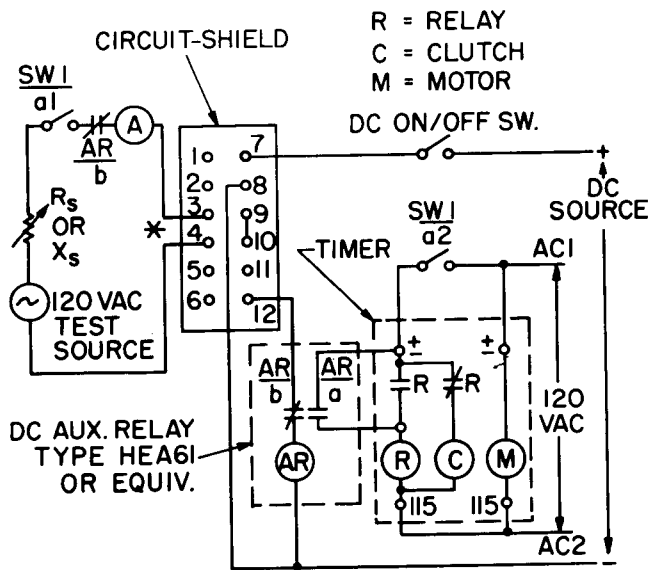 R = RELAY
C = CLUTCH
M = MOTOR
CIRCUIT-SHIELD
SW1
a1
A
AR
b
DC ON/OFF SW.
1
2
3
4
5
6
7
8
9
10
11
12
+
DC
SOURCE
-
RS
OR
XS
*
120 VAC
TEST
SOURCE
TIMER
SW1
a2
AC1
120
VAC
AC2
AR
b
AR
a
AR
DC AUX. RELAY
TYPE HEA61
OR EQUIV.
±
±
R
R
R
C
M
115
115